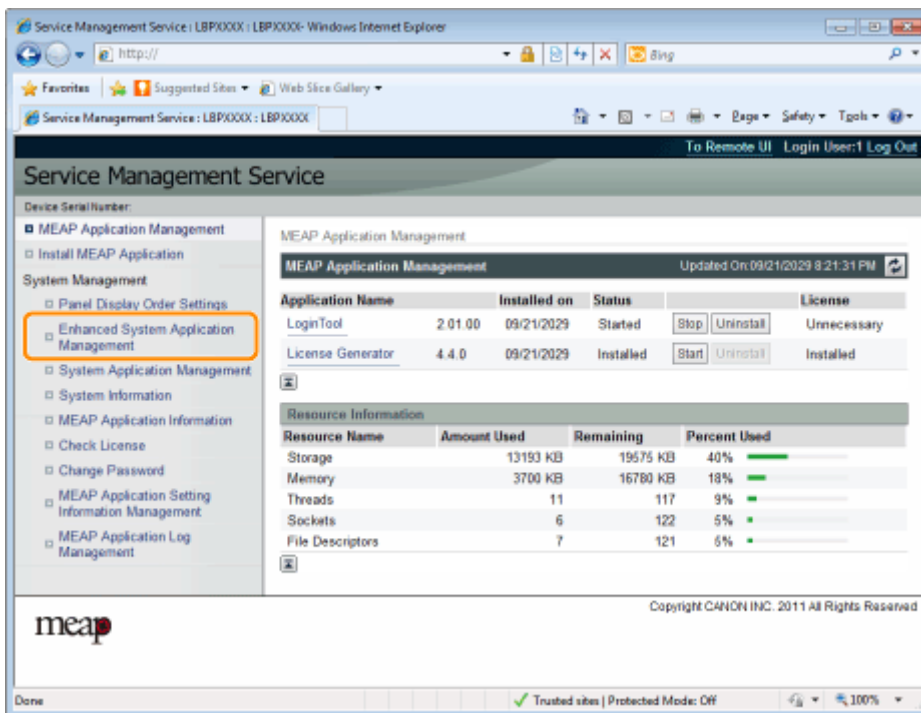 Service Management Service : LBPXXXX : LBPXXXX- Windows Internet Explorer
http://
Bing
Favorites Suggested Sites Web Slice Gallery
Service Management Service : LBPXXXX : LBPXXXX
Page Safety Tools
To Remote UI Login User:1 Log Out
Service Management Service
Device Serial Number:
MEAP Application Management
Install MEAP Application
System Management
Panel Display Order Settings
Enhanced System Application
Management
System Application Management
System Information
MEAP Application Information
Check License
Change Password
MEAP Application Setting
Information Management
MEAP Application Log
Management
MEAP Application Management
MEAP Application Management Updated On:09/21/2029 8:21:31 PM
Application Name Installed on Status License
LoginTool 2.01.00 09/21/2029 Started Stop Uninstall Unnecessary
License Generator 4.4.0 09/21/2029 Installed Start Uninstall Installed
Resource Information
Resource Name Amount Used Remaining Percent Used
Storage 13193 KB 19575 KB 40%
Memory 3700 KB 16780 KB 18%
Threads 11 117 9%
Sockets 6 122 5%
File Descriptors 7 121 6%
Copyright CANON INC. 2011 All Rights Reserved
meap
Done Trusted sites | Protected Mode: Off 100%